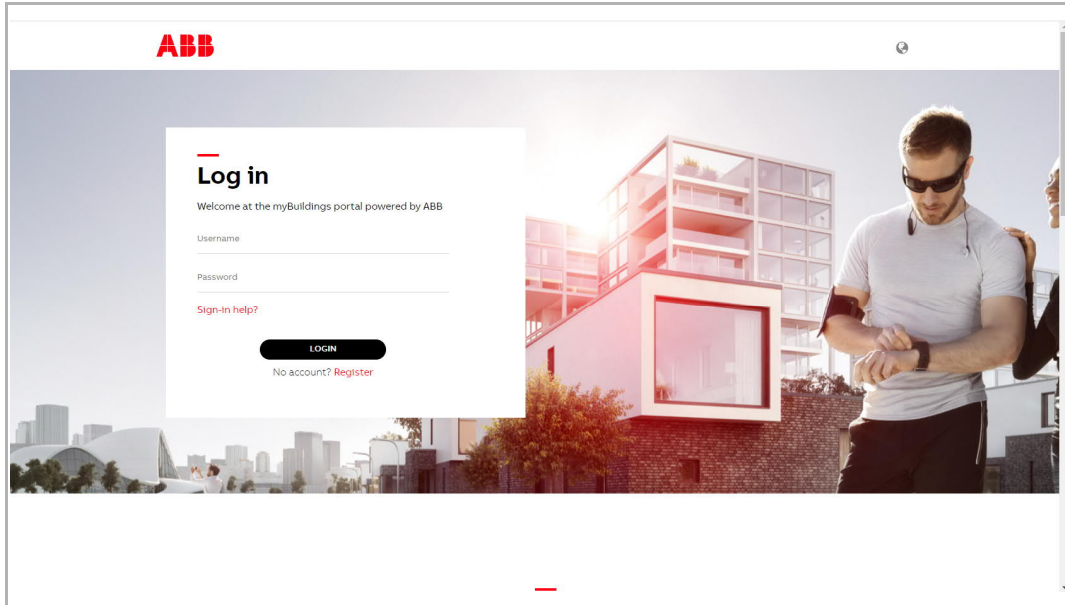 ABB
Log in
Welcome at the myBuildings portal powered by ABB
Username
Password
Sign-in help?
LOGIN
No account? Register